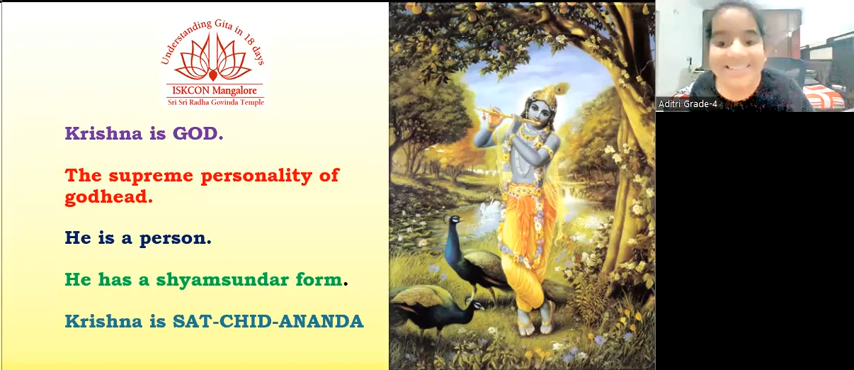 Understanding Gita in 18 days
ISKCON Mangalore
Sri Sri Radha Govinda Temple
Krishna is GOD.
The supreme personality of
godhead.
He is a person.
He has a shyamsundar form.
Krishna is SAT-CHID-ANANDA
Aditri Grade-4